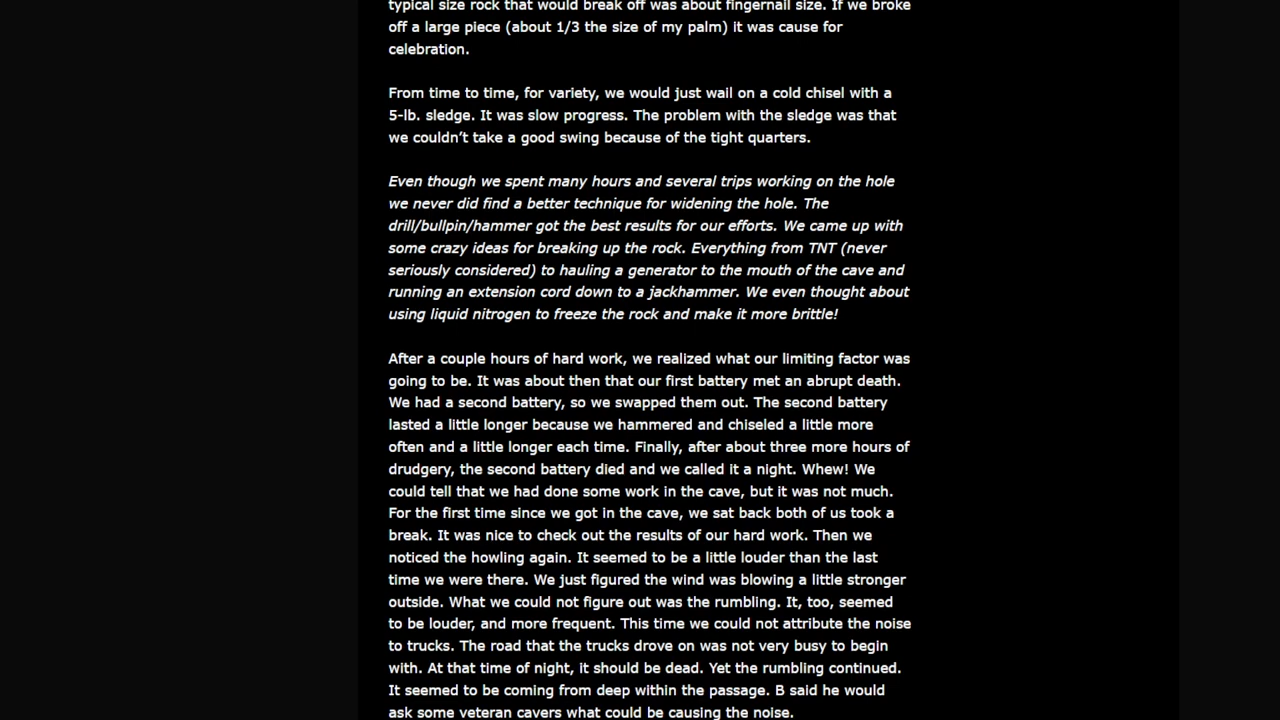 typical size rock that would break off was about fingernail size. If we broke
off a large piece (about 1/3 the size of my palm) it was cause for
celebration.
From time to time, for variety, we would just wail on a cold chisel with a
5-lb. sledge. It was slow progress. The problem with the sledge was that
we couldn’t take a good swing because of the tight quarters.
Even though we spent many hours and several trips working on the hole
we never did find a better technique for widening the hole. The
drill/bullpin/hammer got the best results for our efforts. We came up with
some crazy ideas for breaking up the rock. Everything from TNT (never
seriously considered) to hauling a generator to the mouth of the cave and
running an extension cord down to a jackhammer. We even thought about
using liquid nitrogen to freeze the rock and make it more brittle!
After a couple hours of hard work, we realized what our limiting factor was
going to be. It was about then that our first battery met an abrupt death.
We had a second battery, so we swapped them out. The second battery
lasted a little longer because we hammered and chiseled a little more
often and a little longer each time. Finally, after about three more hours of
drudgery, the second battery died and we called it a night. Whew! We
could tell that we had done some work in the cave, but it was not much.
For the first time since we got in the cave, we sat back both of us took a
break. It was nice to check out the results of our hard work. Then we
noticed the howling again. It seemed to be a little louder than the last
time we were there. We just figured the wind was blowing a little stronger
outside. What we could not figure out was the rumbling. It, too, seemed
to be louder, and more frequent. This time we could not attribute the noise
to trucks. The road that the trucks drove on was not very busy to begin
with. At that time of night, it should be dead. Yet the rumbling continued.
It seemed to be coming from deep within the passage. B said he would
ask some veteran cavers what could be causing the noise.